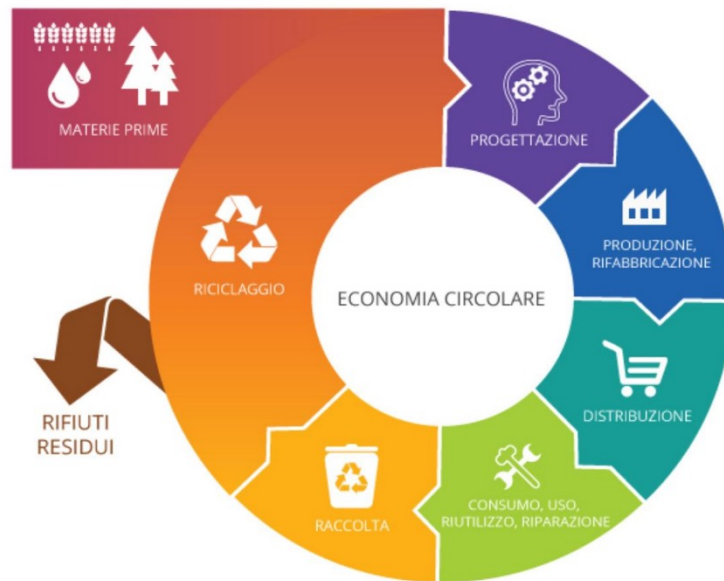 MATERIE PRIME
PROGETTAZIONE
PRODUZIONE,
RIFABBRICAZIONE
RICICLAGGIO
ECONOMIA CIRCOLARE
DISTRIBUZIONE
RIFIUTI
RESIDUI
CONSUMO, USO,
RIUTILIZZO, RIPARAZIONE
RACCOLTA